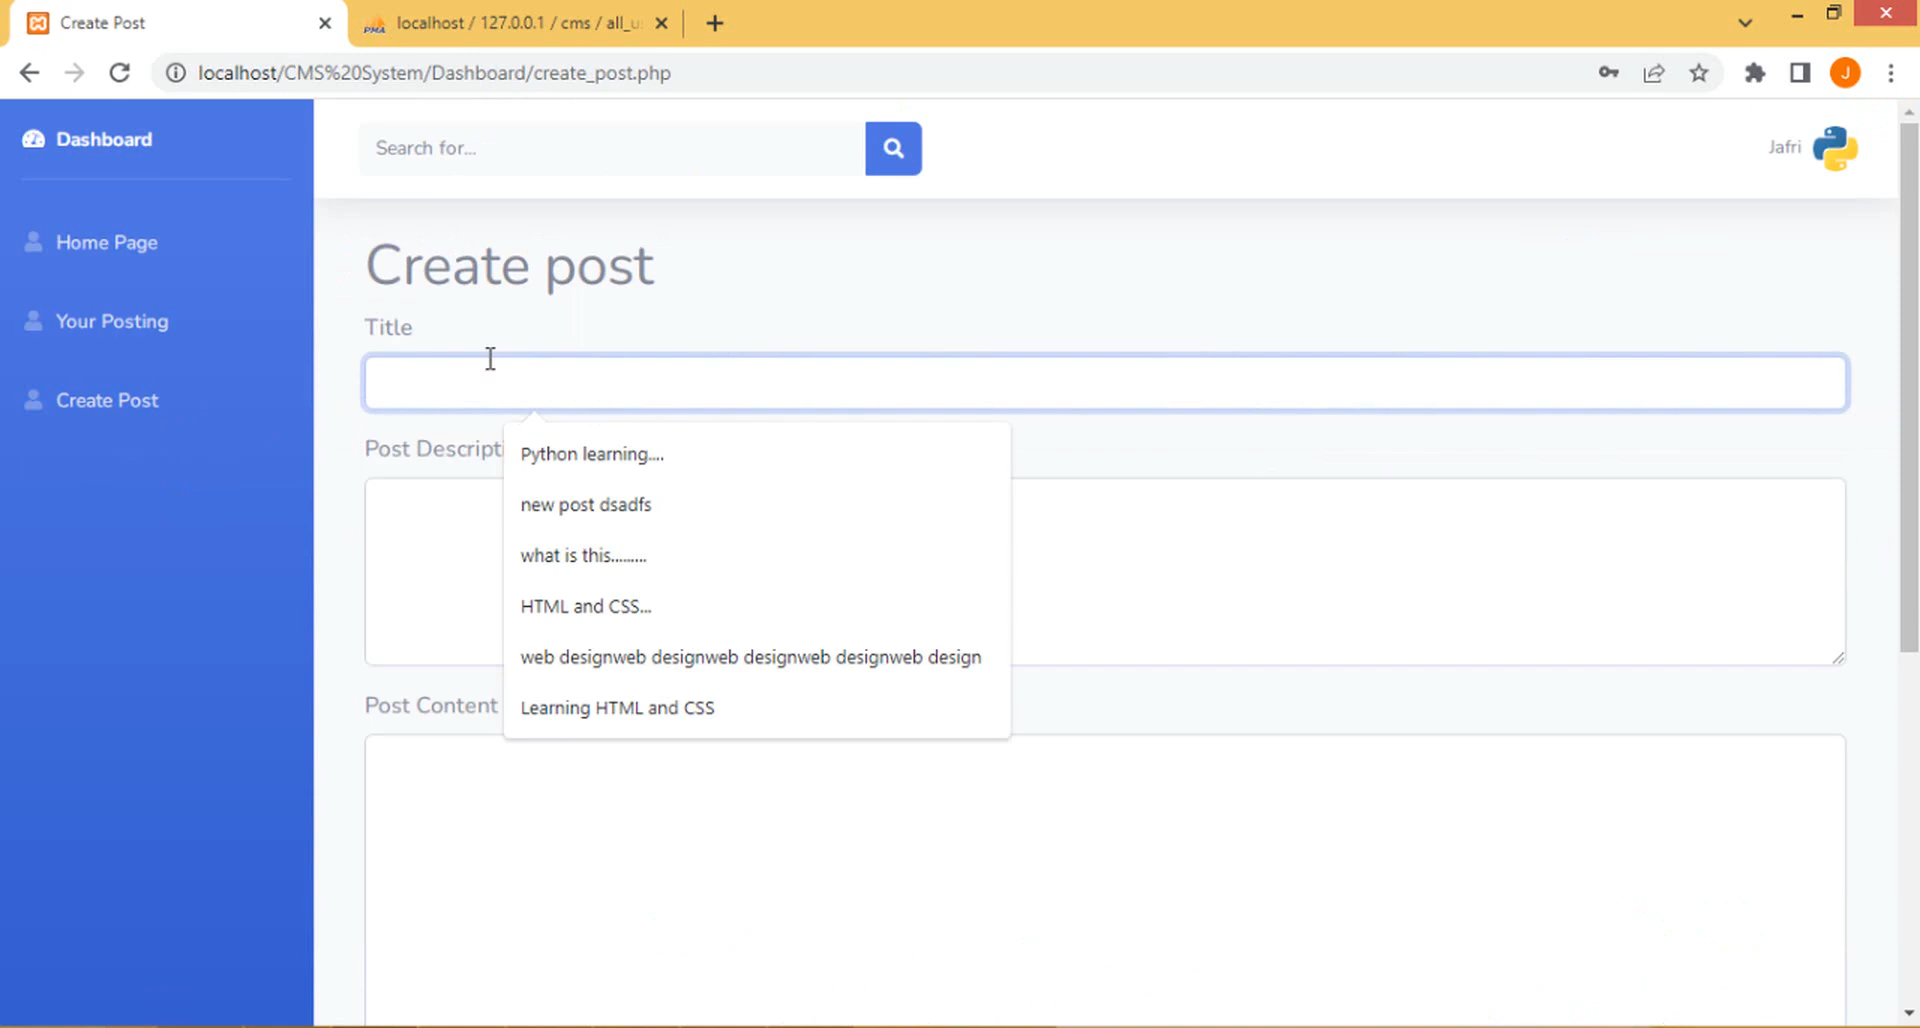 Create Post
PMA
localhost / 127.0.0.1 / cms / all_u
localhost/CMS%20System/Dashboard/create_post.php
J
Dashboard
Search for...
Jafri
Home Page
Your Posting
Create Post
Create post
Title
Post Descripti
Python learning....
new post dsadfs
what is this.........
HTML and CSS...
web designweb designweb designweb designweb design
Learning HTML and CSS
Post Content